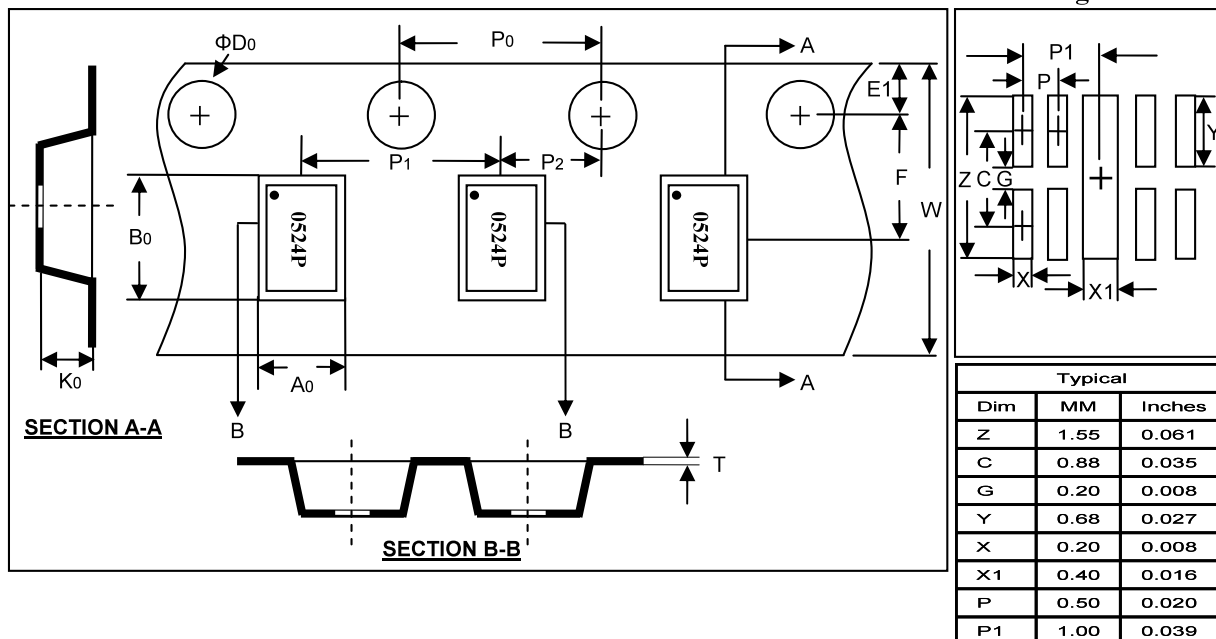 ΦD0
P0
A
E1
P1
P2
F
W
B0
0524P
0524P
0524P
K0
A0
A
B
B
SECTION A-A
T
SECTION B-B
P1
P
Y
Z
C
G
X
X1
Typical
Dim MM Inches
Z 1.55 0.061
C 0.88 0.035
G 0.20 0.008
Y 0.68 0.027
X 0.20 0.008
X1 0.40 0.016
P 0.50 0.020
P1 1.00 0.039